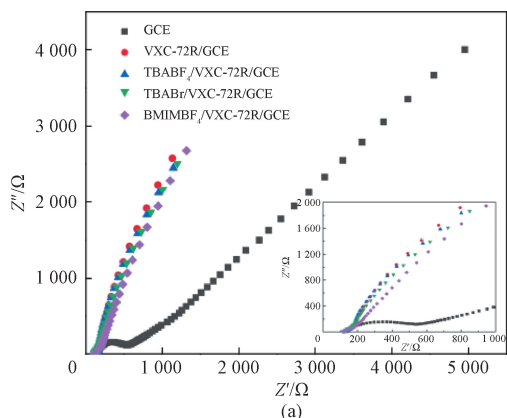 GCE
VXC-72R/GCE
TBABF₄/VXC-72R/GCE
TBABr/VXC-72R/GCE
BMIMBF₄/VXC-72R/GCE
4 000
3 000
2 000
1 000
0
Z″/Ω
0 1 000 2 000 3 000 4 000 5 000
Z′/Ω
2 000
1 600
1 200
800
400
Z″/Ω
0 200 400 600 800 1 000
Z′/Ω
(a)